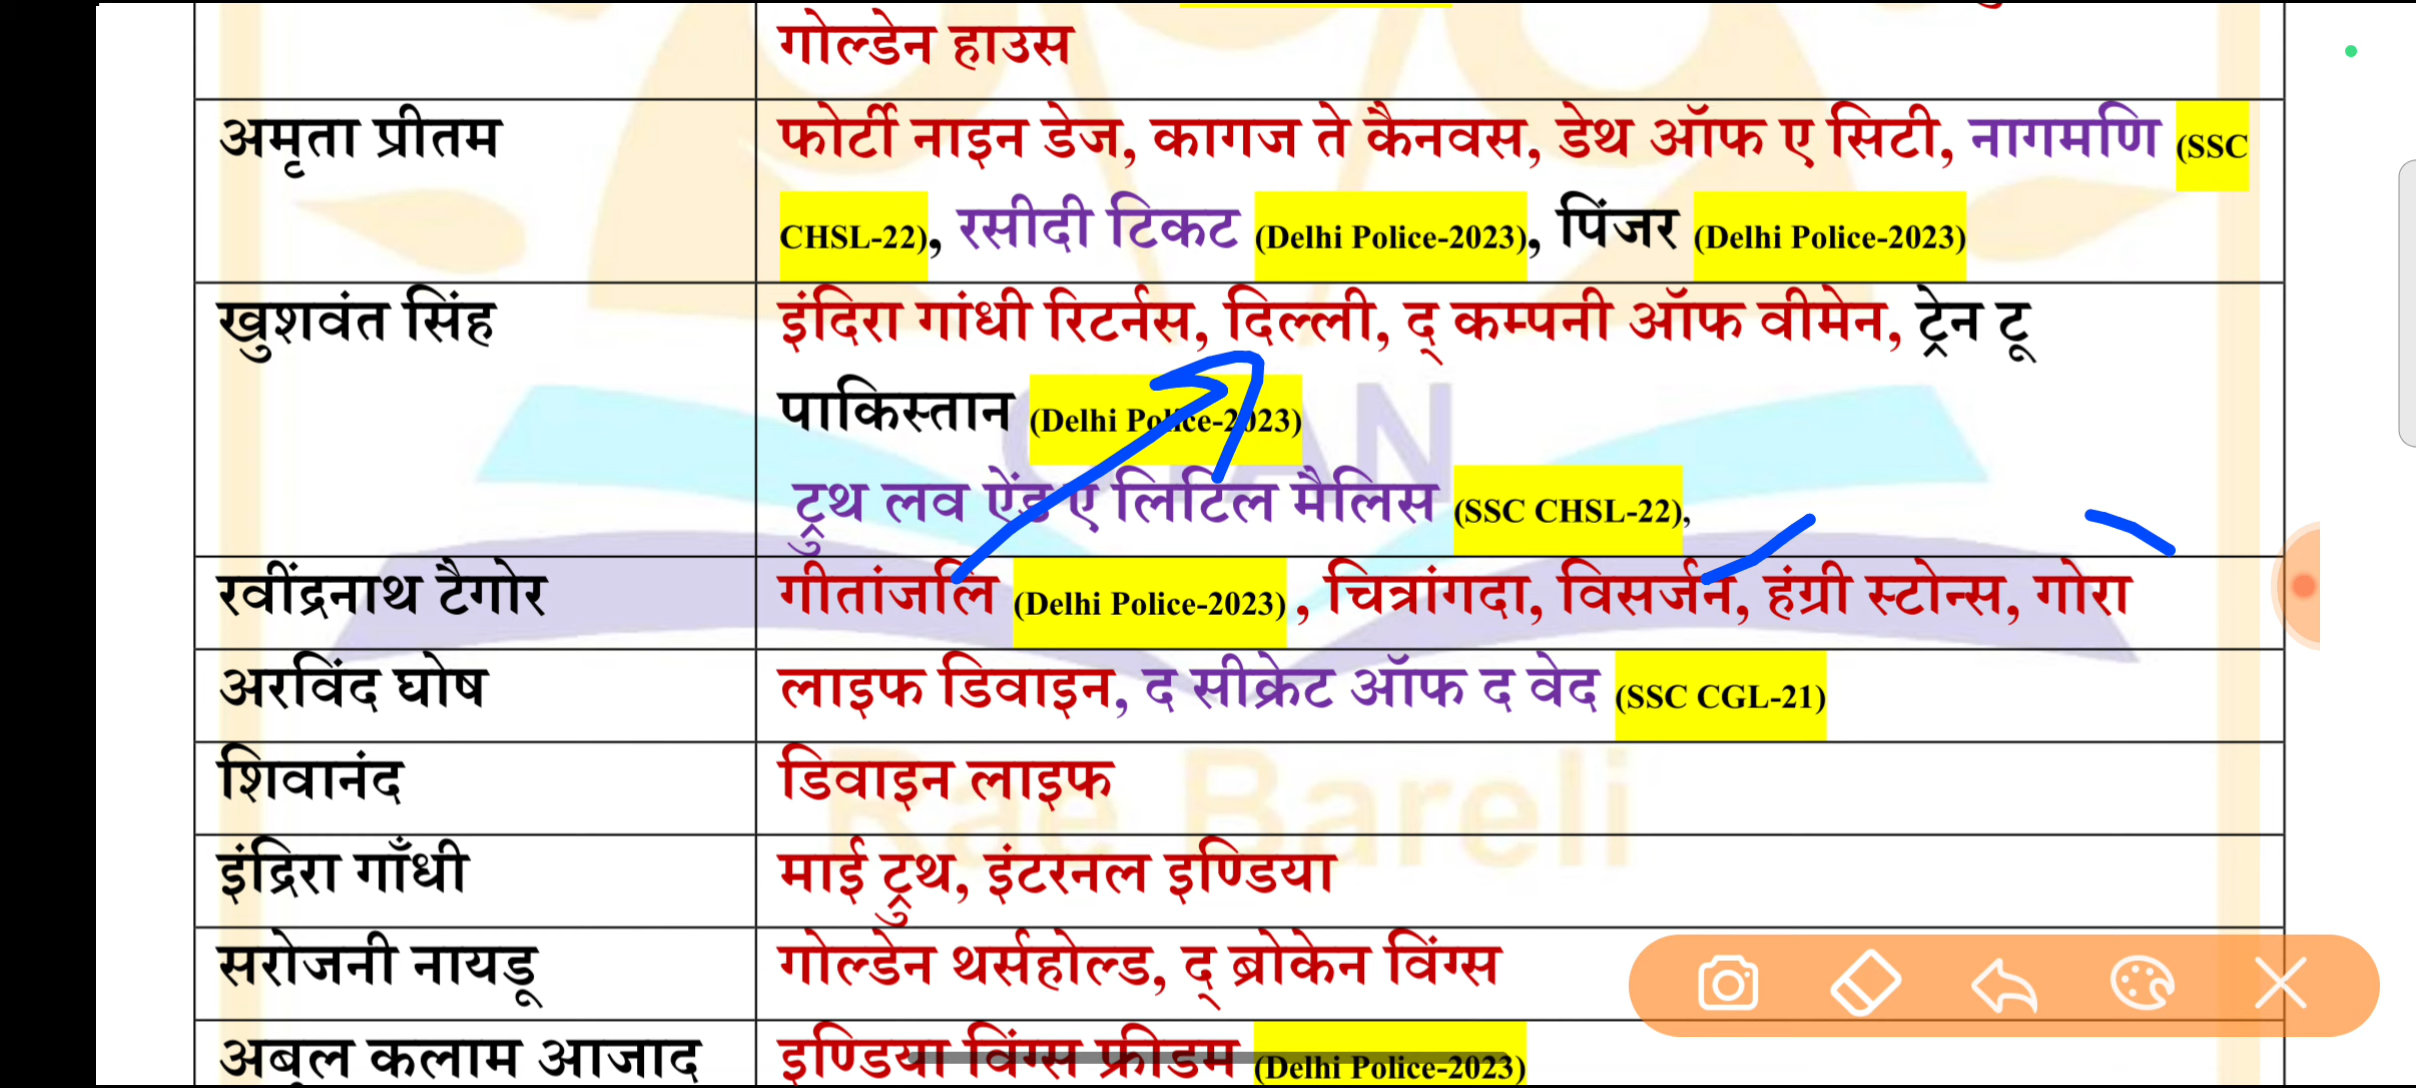 गोल्डेन हाउस
अमृता प्रीतम
फोर्टी नाइन डेज, कागज ते कैनवस, डेथ ऑफ ए सिटी, नागमणि (SSC
CHSL-22), रसीदी टिकट (Delhi Police-2023), पिंजर (Delhi Police-2023)
खुशवंत सिंह
इंदिरा गांधी रिटर्नस, दिल्ली, द् कम्पनी ऑफ वीमेन, ट्रेन टू
पाकिस्तान (Delhi Police-2023)
ट्रुथ लव ऐंड ए लिटिल मैलिस (SSC CHSL-22),
रवींद्रनाथ टैगोर
गीतांजलि (Delhi Police-2023) , चित्रांगदा, विसर्जन, हंग्री स्टोन्स, गोरा
अरविंद घोष
लाइफ डिवाइन, द सीक्रेट ऑफ द वेद (SSC CGL-21)
शिवानंद
डिवाइन लाइफ
इंद्रिरा गाँधी
माई ट्रुथ, इंटरनल इण्डिया
सरोजनी नायडू
गोल्डेन थर्सहोल्ड, द् ब्रोकेन विंग्स
अबुल कलाम आजाद
इण्डिया विंग्स फ्रीडम (Delhi Police-2023)
Rae Bareli